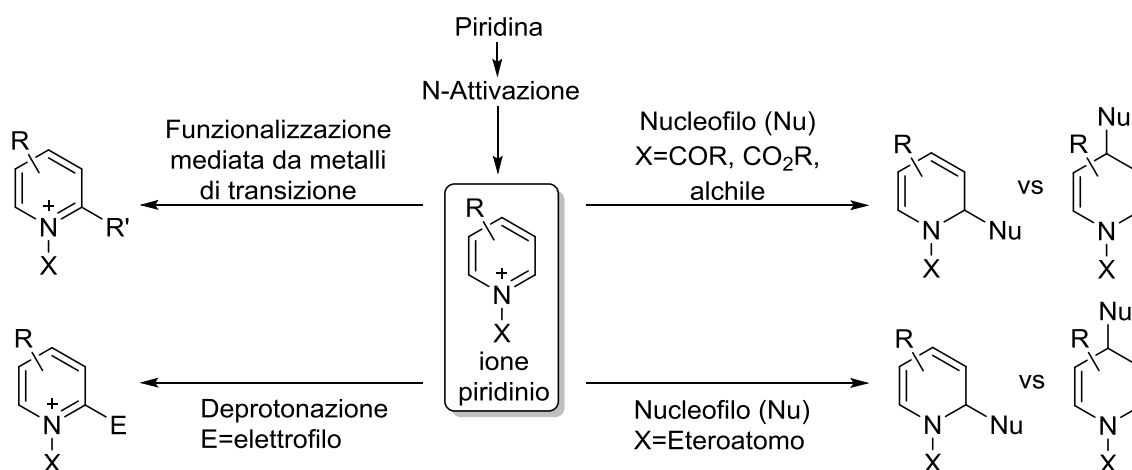 Piridina
N-Attivazione
Funzionalizzazione
mediata da metalli
di transizione
Nucleofilo (Nu)
X=COR, CO₂R,
alchile
R
N
+
R'
X
R
N
+
X
ione
piridinio
R
N
Nu
X
vs
Nu
R
N
X
R
N
+
E
X
Deprotonazione
E=elettrofilo
Nucleofilo (Nu)
X=Eteroatomo
R
N
Nu
X
vs
Nu
R
N
X